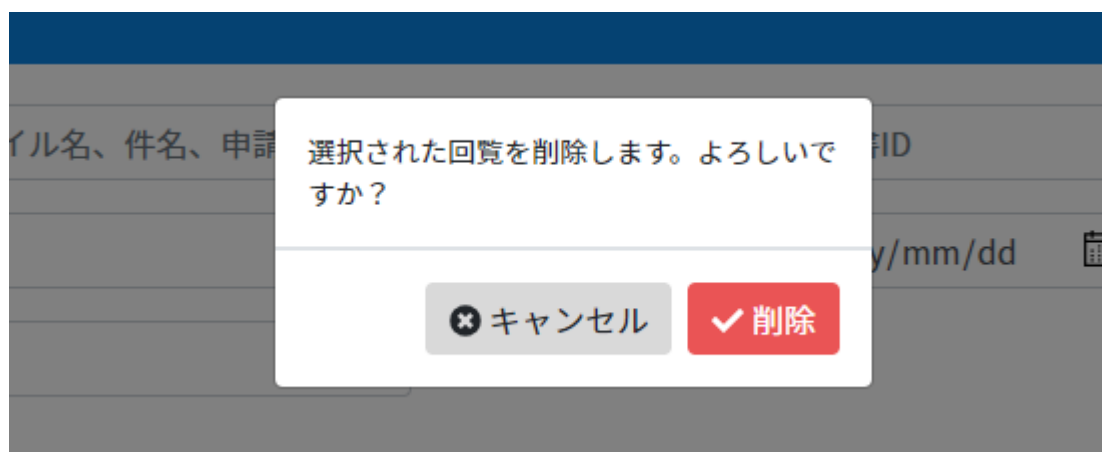 イル名、件名、申請
ID
選択された回覧を削除します。よろしいで
すか？
y/mm/dd
キャンセル
削除